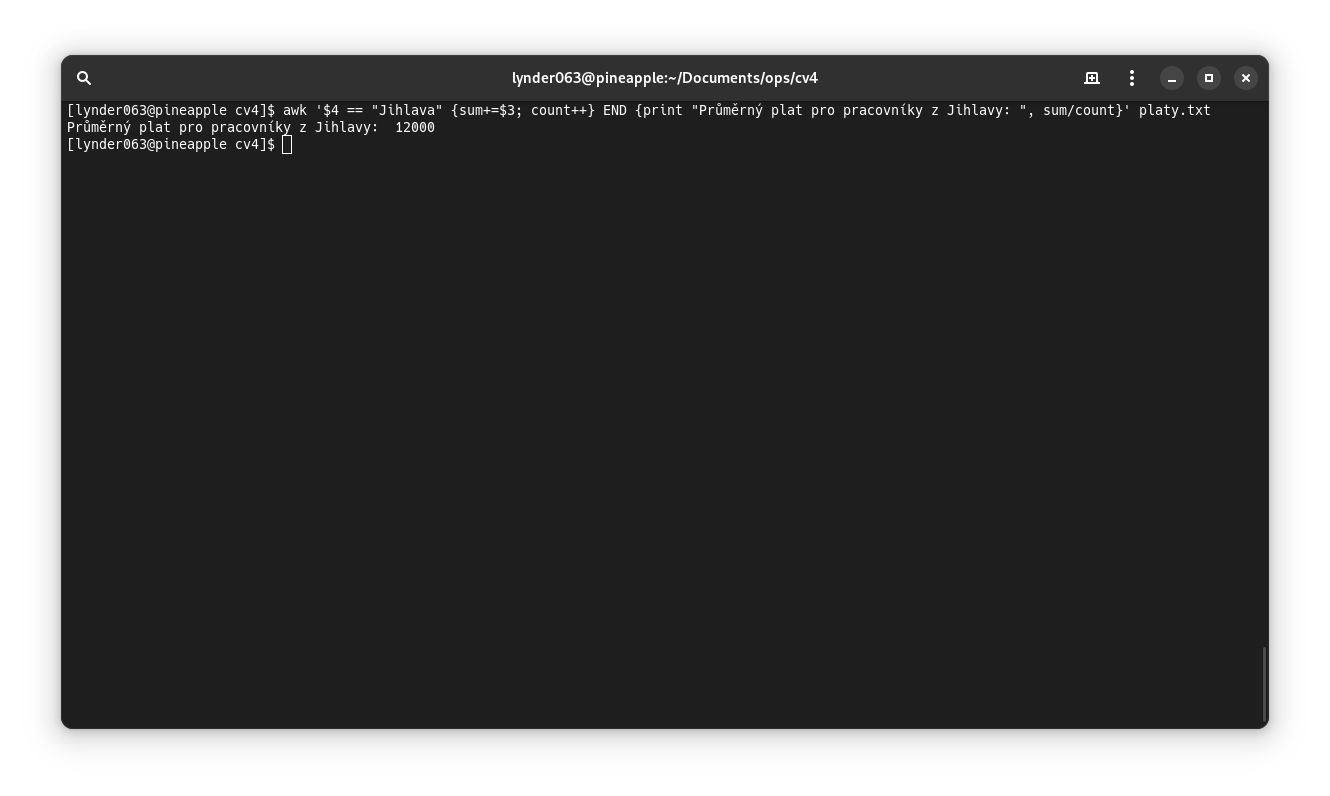 lynder063@pineapple:~/Documents/ops/cv4
[lynder063@pineapple cv4]$ awk '$4 == "Jihlava" {sum+=$3; count++} END {print "Průměrný plat pro pracovníky z Jihlavy: ", sum/count}' platy.txt
Průměrný plat pro pracovníky z Jihlavy:  12000
[lynder063@pineapple cv4]$